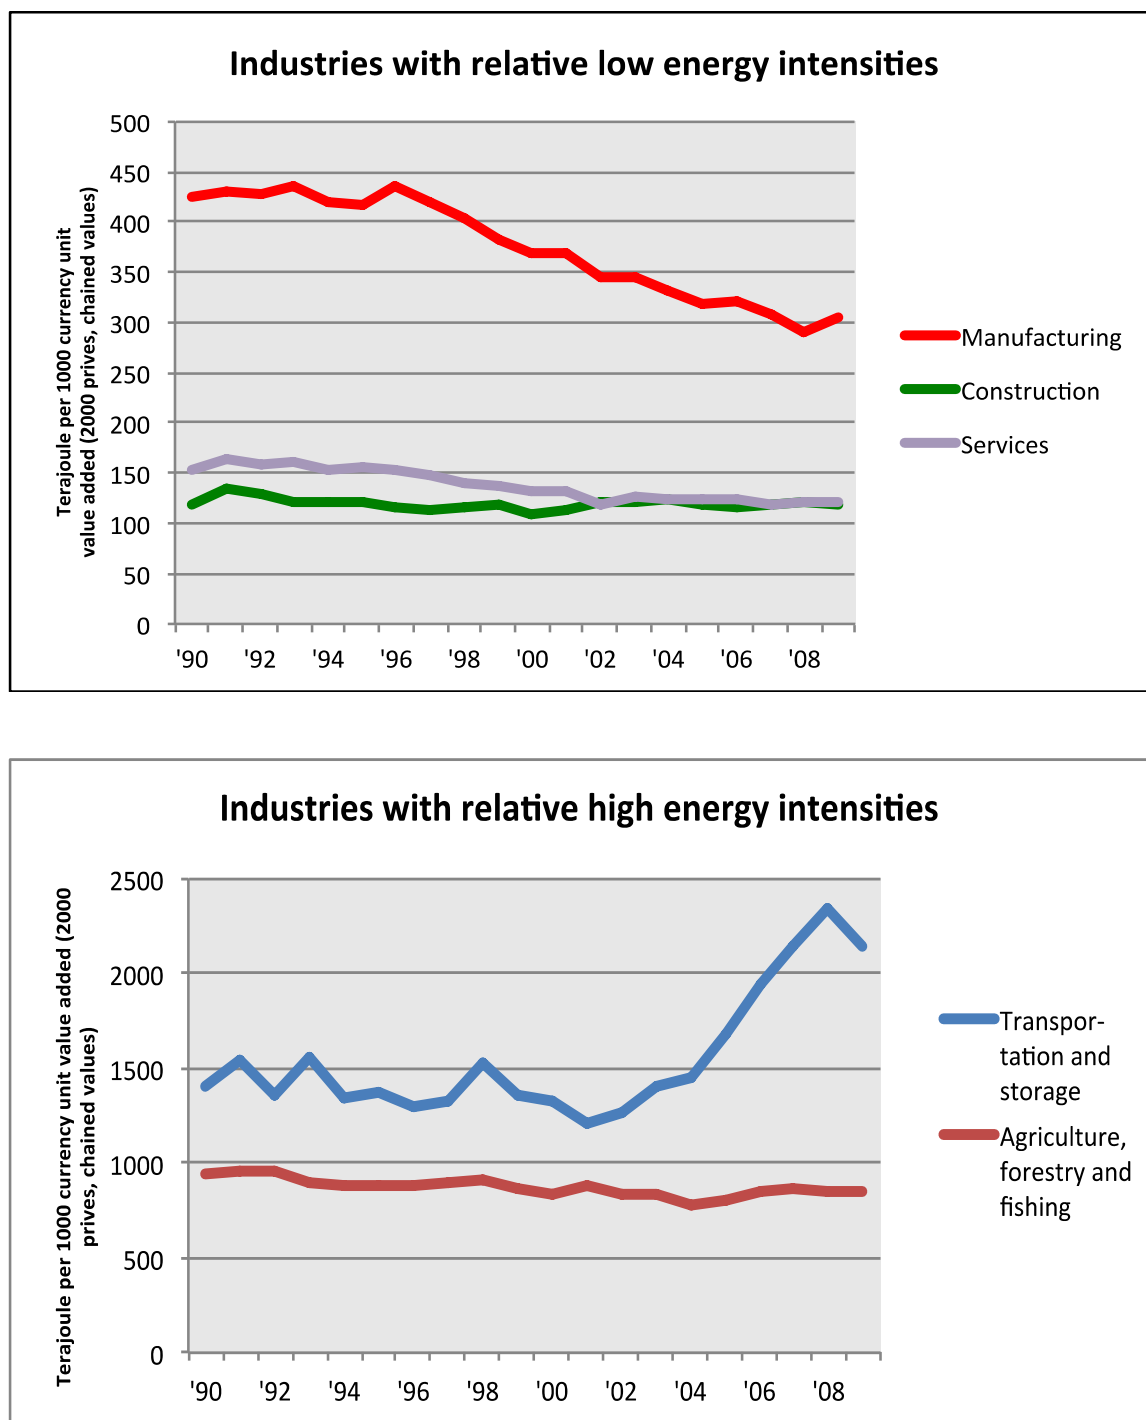 Industries with relative low energy intensities
Terajoule per 1000 currency unit
value added (2000 prives, chained values)
500
450
400
350
300
250
200
150
100
50
0
'90 '92 '94 '96 '98 '00 '02 '04 '06 '08
Manufacturing
Construction
Services
Industries with relative high energy intensities
Terajoule per 1000 currency unit value added (2000
prives, chained values)
2500
2000
1500
1000
500
0
'90 '92 '94 '96 '98 '00 '02 '04 '06 '08
Transpor-
tation and
storage
Agriculture,
forestry and
fishing